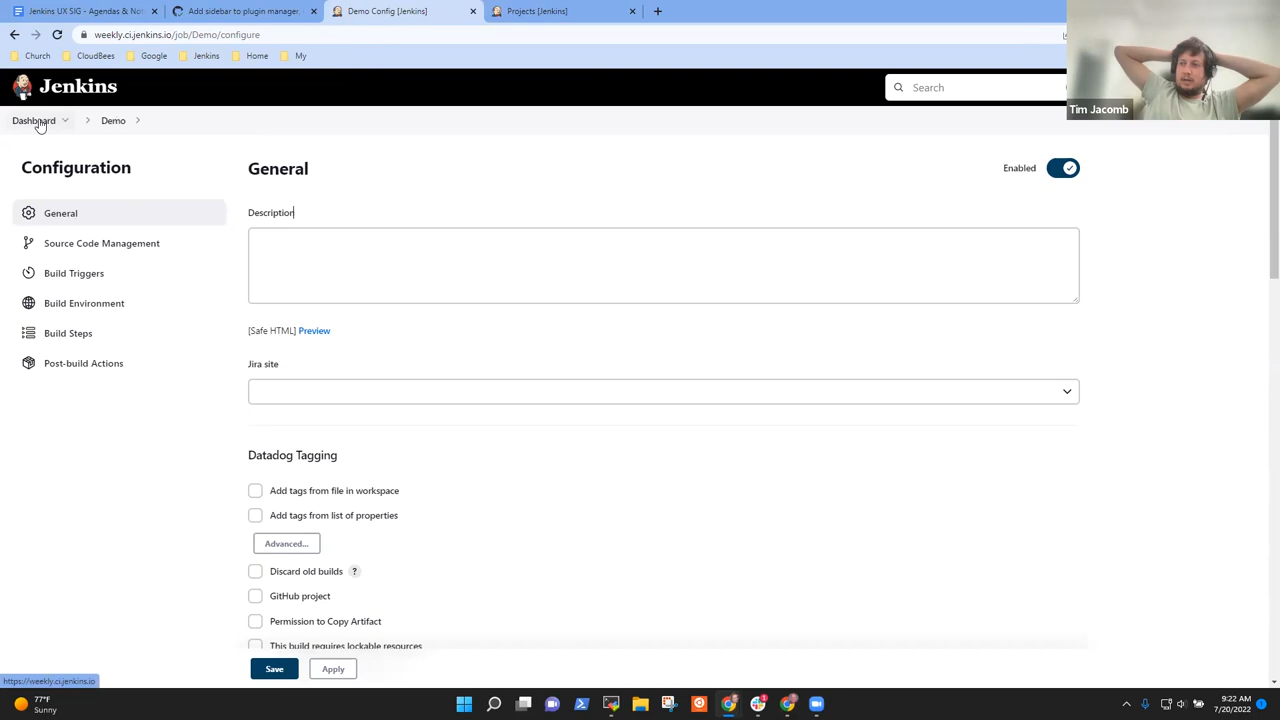 Jenkins UX SIG - Meeting Notes
Add sidebar to plugin manager.
Demo Config [Jenkins]
Projects [Jenkins]
weekly.ci.jenkins.io/job/Demo/configure
Church
CloudBees
Google
Jenkins
Home
My
Jenkins
Search
Tim Jacomb
Dashboard
Demo
Configuration
General
Enabled
General
Description
Source Code Management
Build Triggers
Build Environment
Build Steps
Post-build Actions
[Safe HTML] Preview
Jira site
Datadog Tagging
Add tags from file in workspace
Add tags from list of properties
Advanced...
Discard old builds ?
GitHub project
Permission to Copy Artifact
This build requires lockable resources
Save
Apply
https://weekly.ci.jenkins.io
77°F
Sunny
9:22 AM
7/20/2022